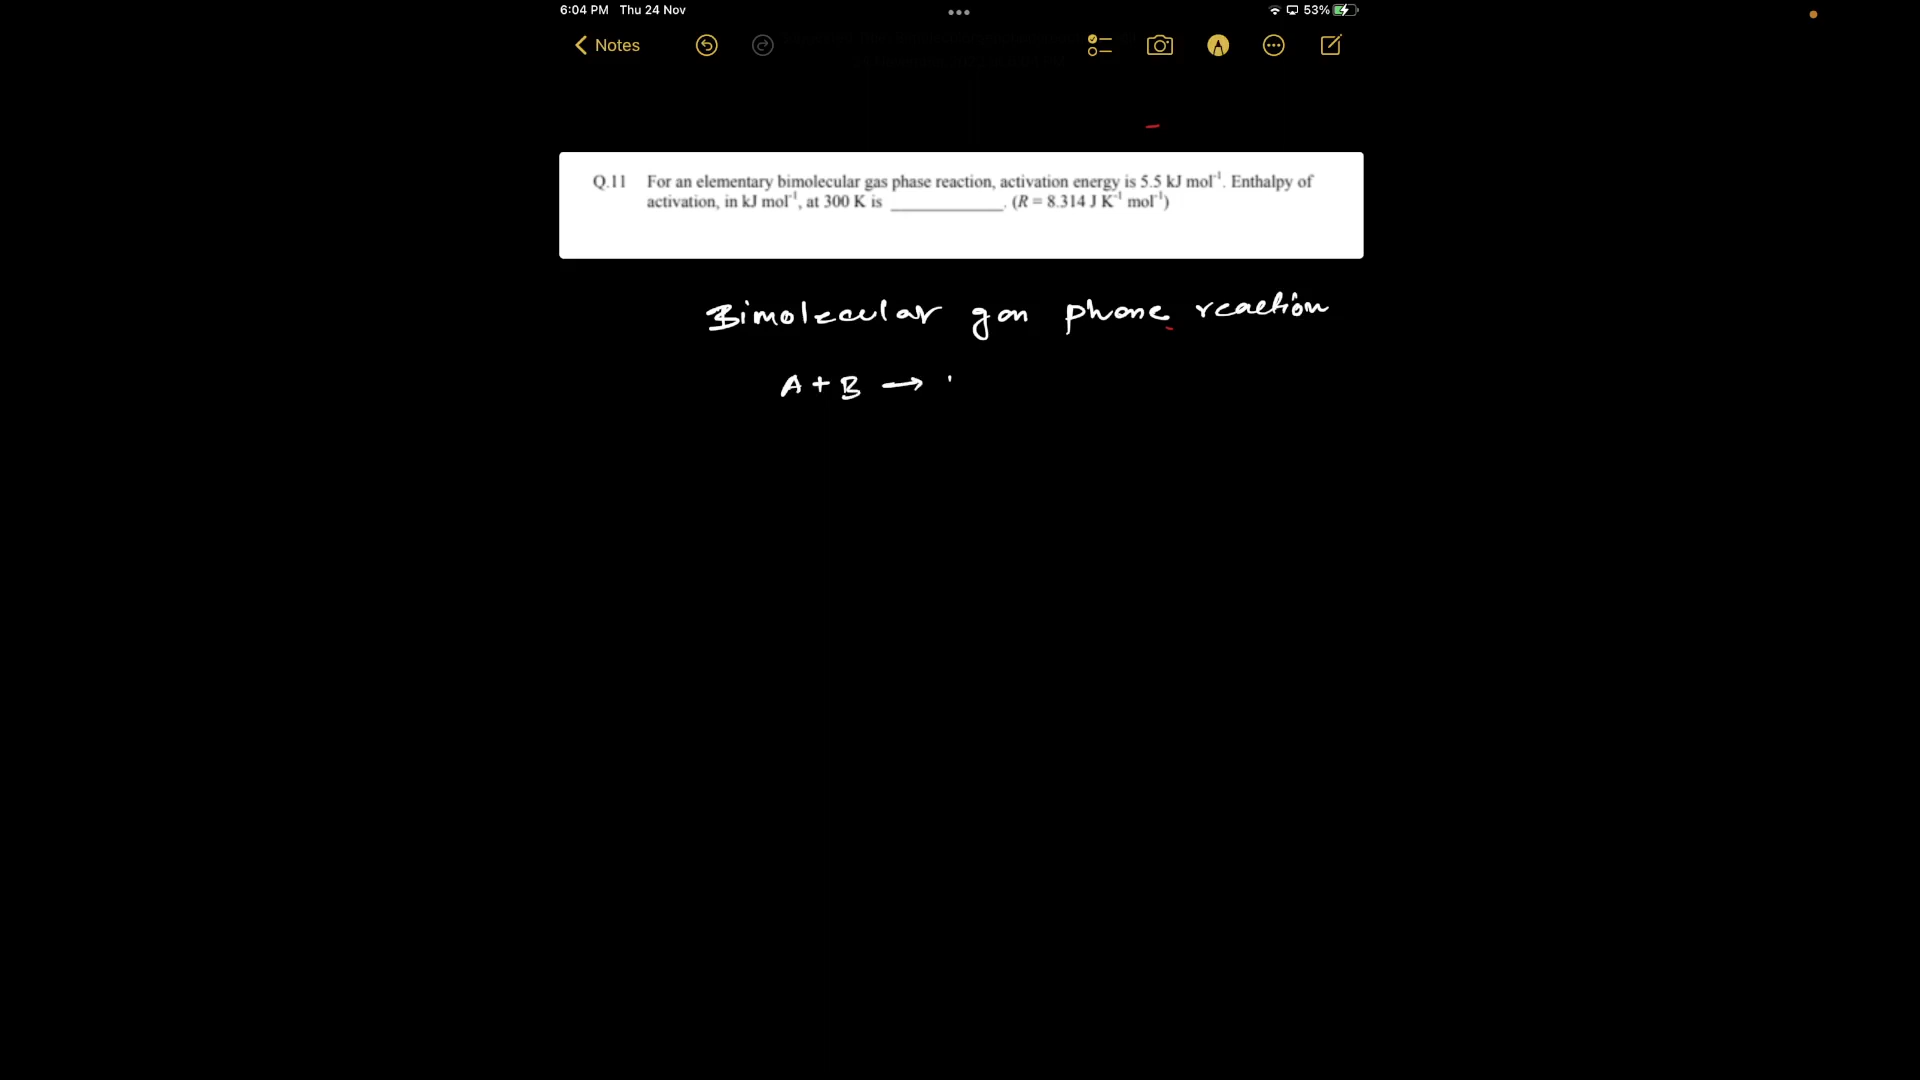 6:04 PM Thu 24 Nov
53%
Notes
Q.11 For an elementary bimolecular gas phase reaction, activation energy is 5.5 kJ mol⁻¹. Enthalpy of
activation, in kJ mol⁻¹, at 300 K is ____________. (R = 8.314 J K⁻¹ mol⁻¹)
Bimolecular gas phase reaction
A + B →